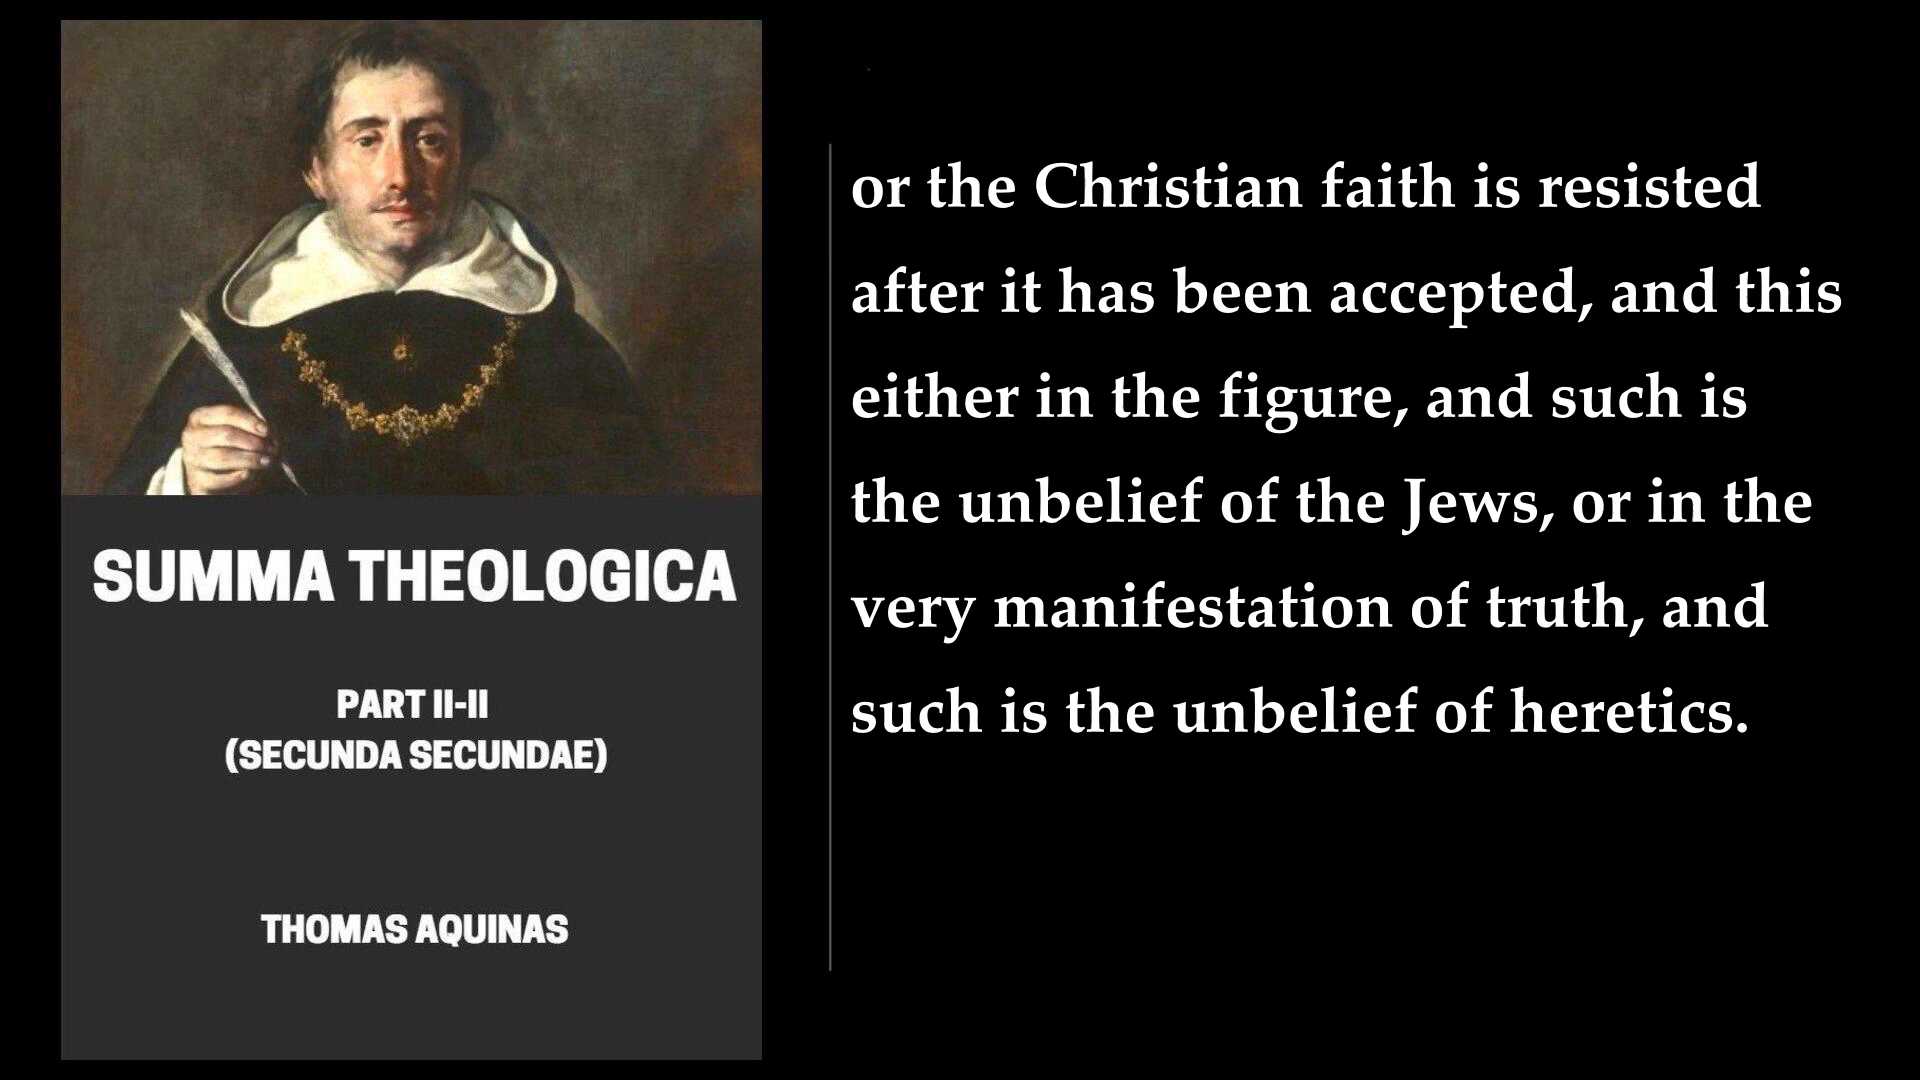 SUMMA THEOLOGICA
PART II-II
(SECUNDA SECUNDAE)
THOMAS AQUINAS
or the Christian faith is resisted
after it has been accepted, and this
either in the figure, and such is
the unbelief of the Jews, or in the
very manifestation of truth, and
such is the unbelief of heretics.